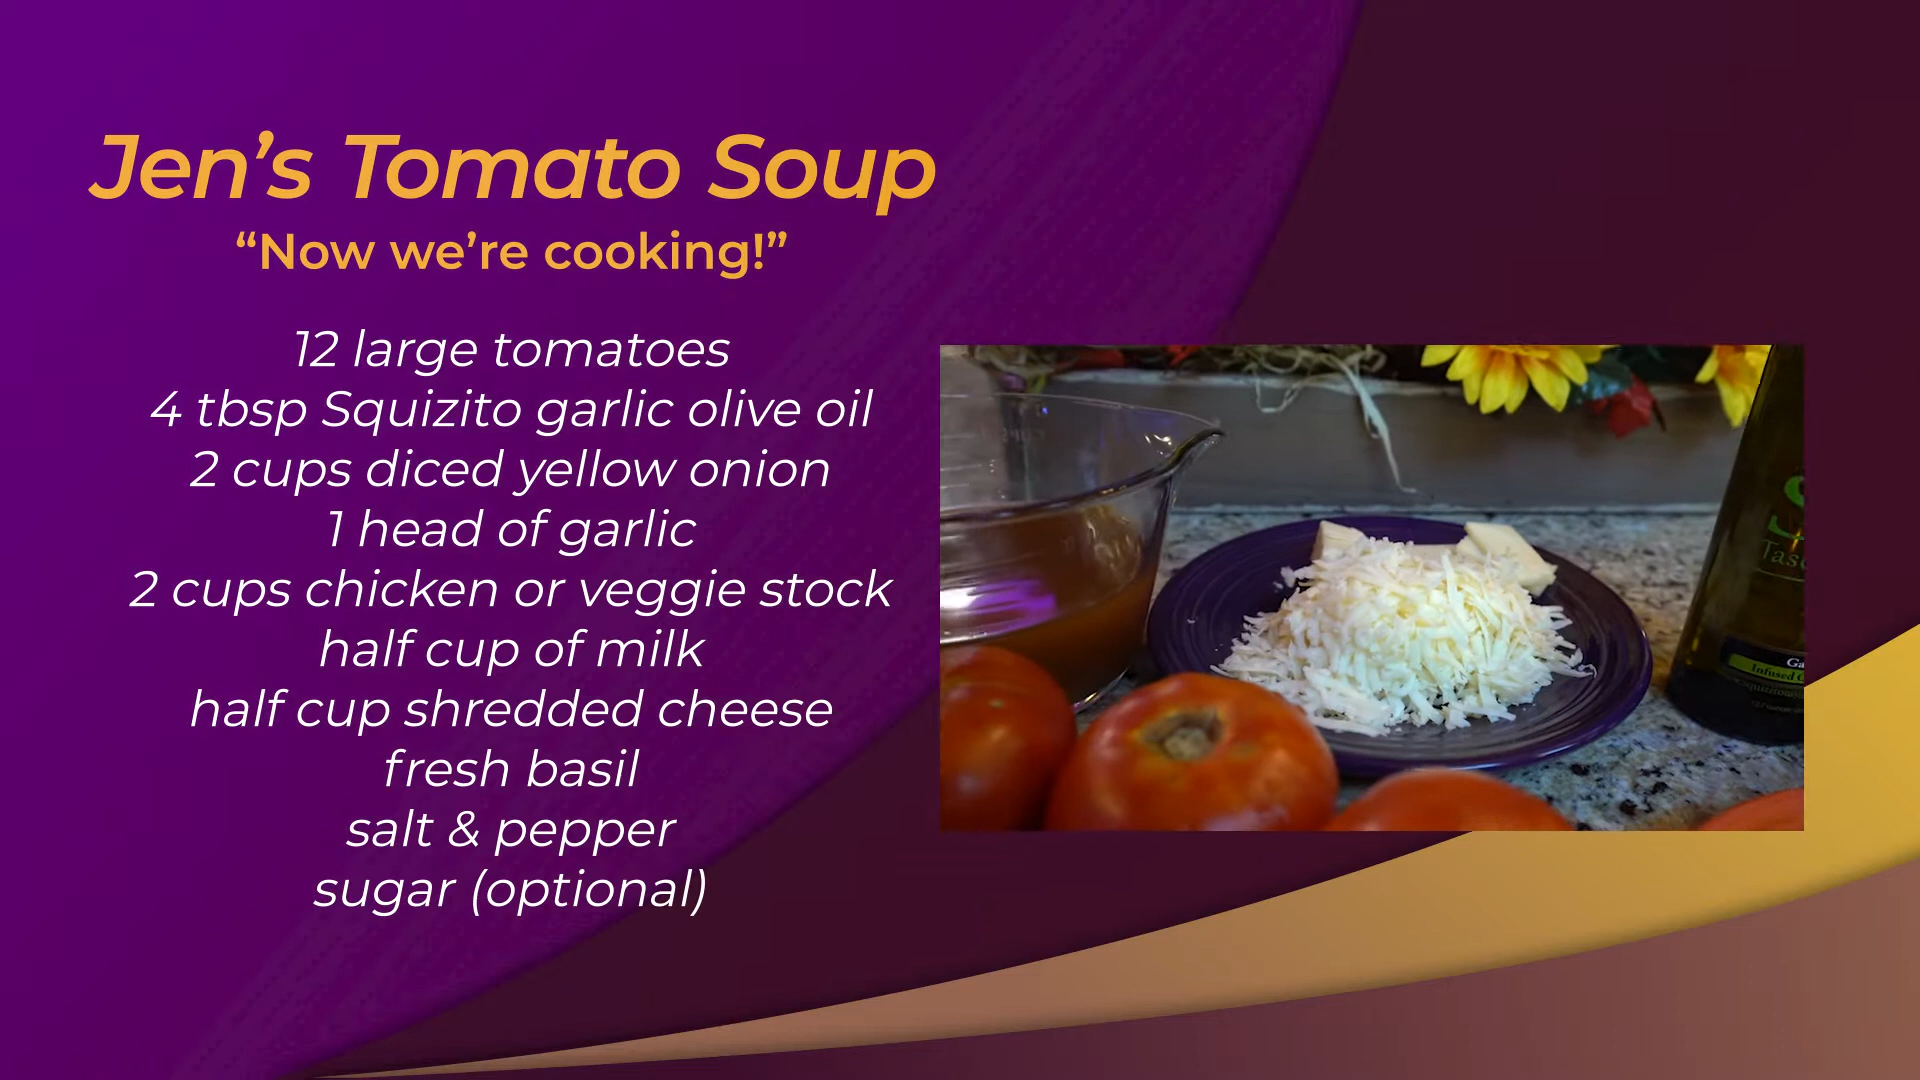 Jen’s Tomato Soup
“Now we’re cooking!”
12 large tomatoes
4 tbsp Squizito garlic olive oil
2 cups diced yellow onion
1 head of garlic
2 cups chicken or veggie stock
half cup of milk
half cup shredded cheese
fresh basil
salt & pepper
sugar (optional)